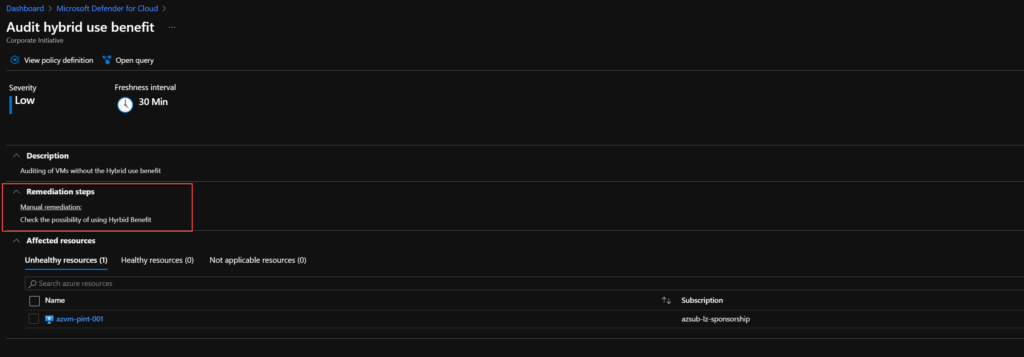 Dashboard > Microsoft Defender for Cloud >
Audit hybrid use benefit ...
Corporate Initiative
View policy definition Open query
Severity Freshness interval
Low 30 Min
Description
Auditing of VMs without the Hybrid use benefit
Remediation steps
Manual remediation:
Check the possibility of using Hyrbid Benefit
Affected resources
Unhealthy resources (1) Healthy resources (0) Not applicable resources (0)
Search azure resources
Name ↑↓ Subscription
azvm-pint-001 azsub-lz-sponsorship